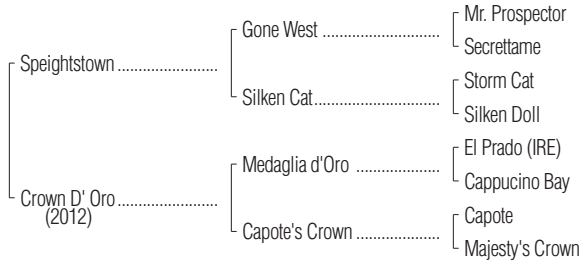 Mr. Prospector
Gone West ........................
Secrettame
Speightstown ....................
Storm Cat
Silken Cat.........................
Silken Doll
El Prado (IRE)
Medaglia d'Oro .................
Cappucino Bay
Crown D' Oro ....................
(2012)
Capote
Capote's Crown ................
Majesty's Crown